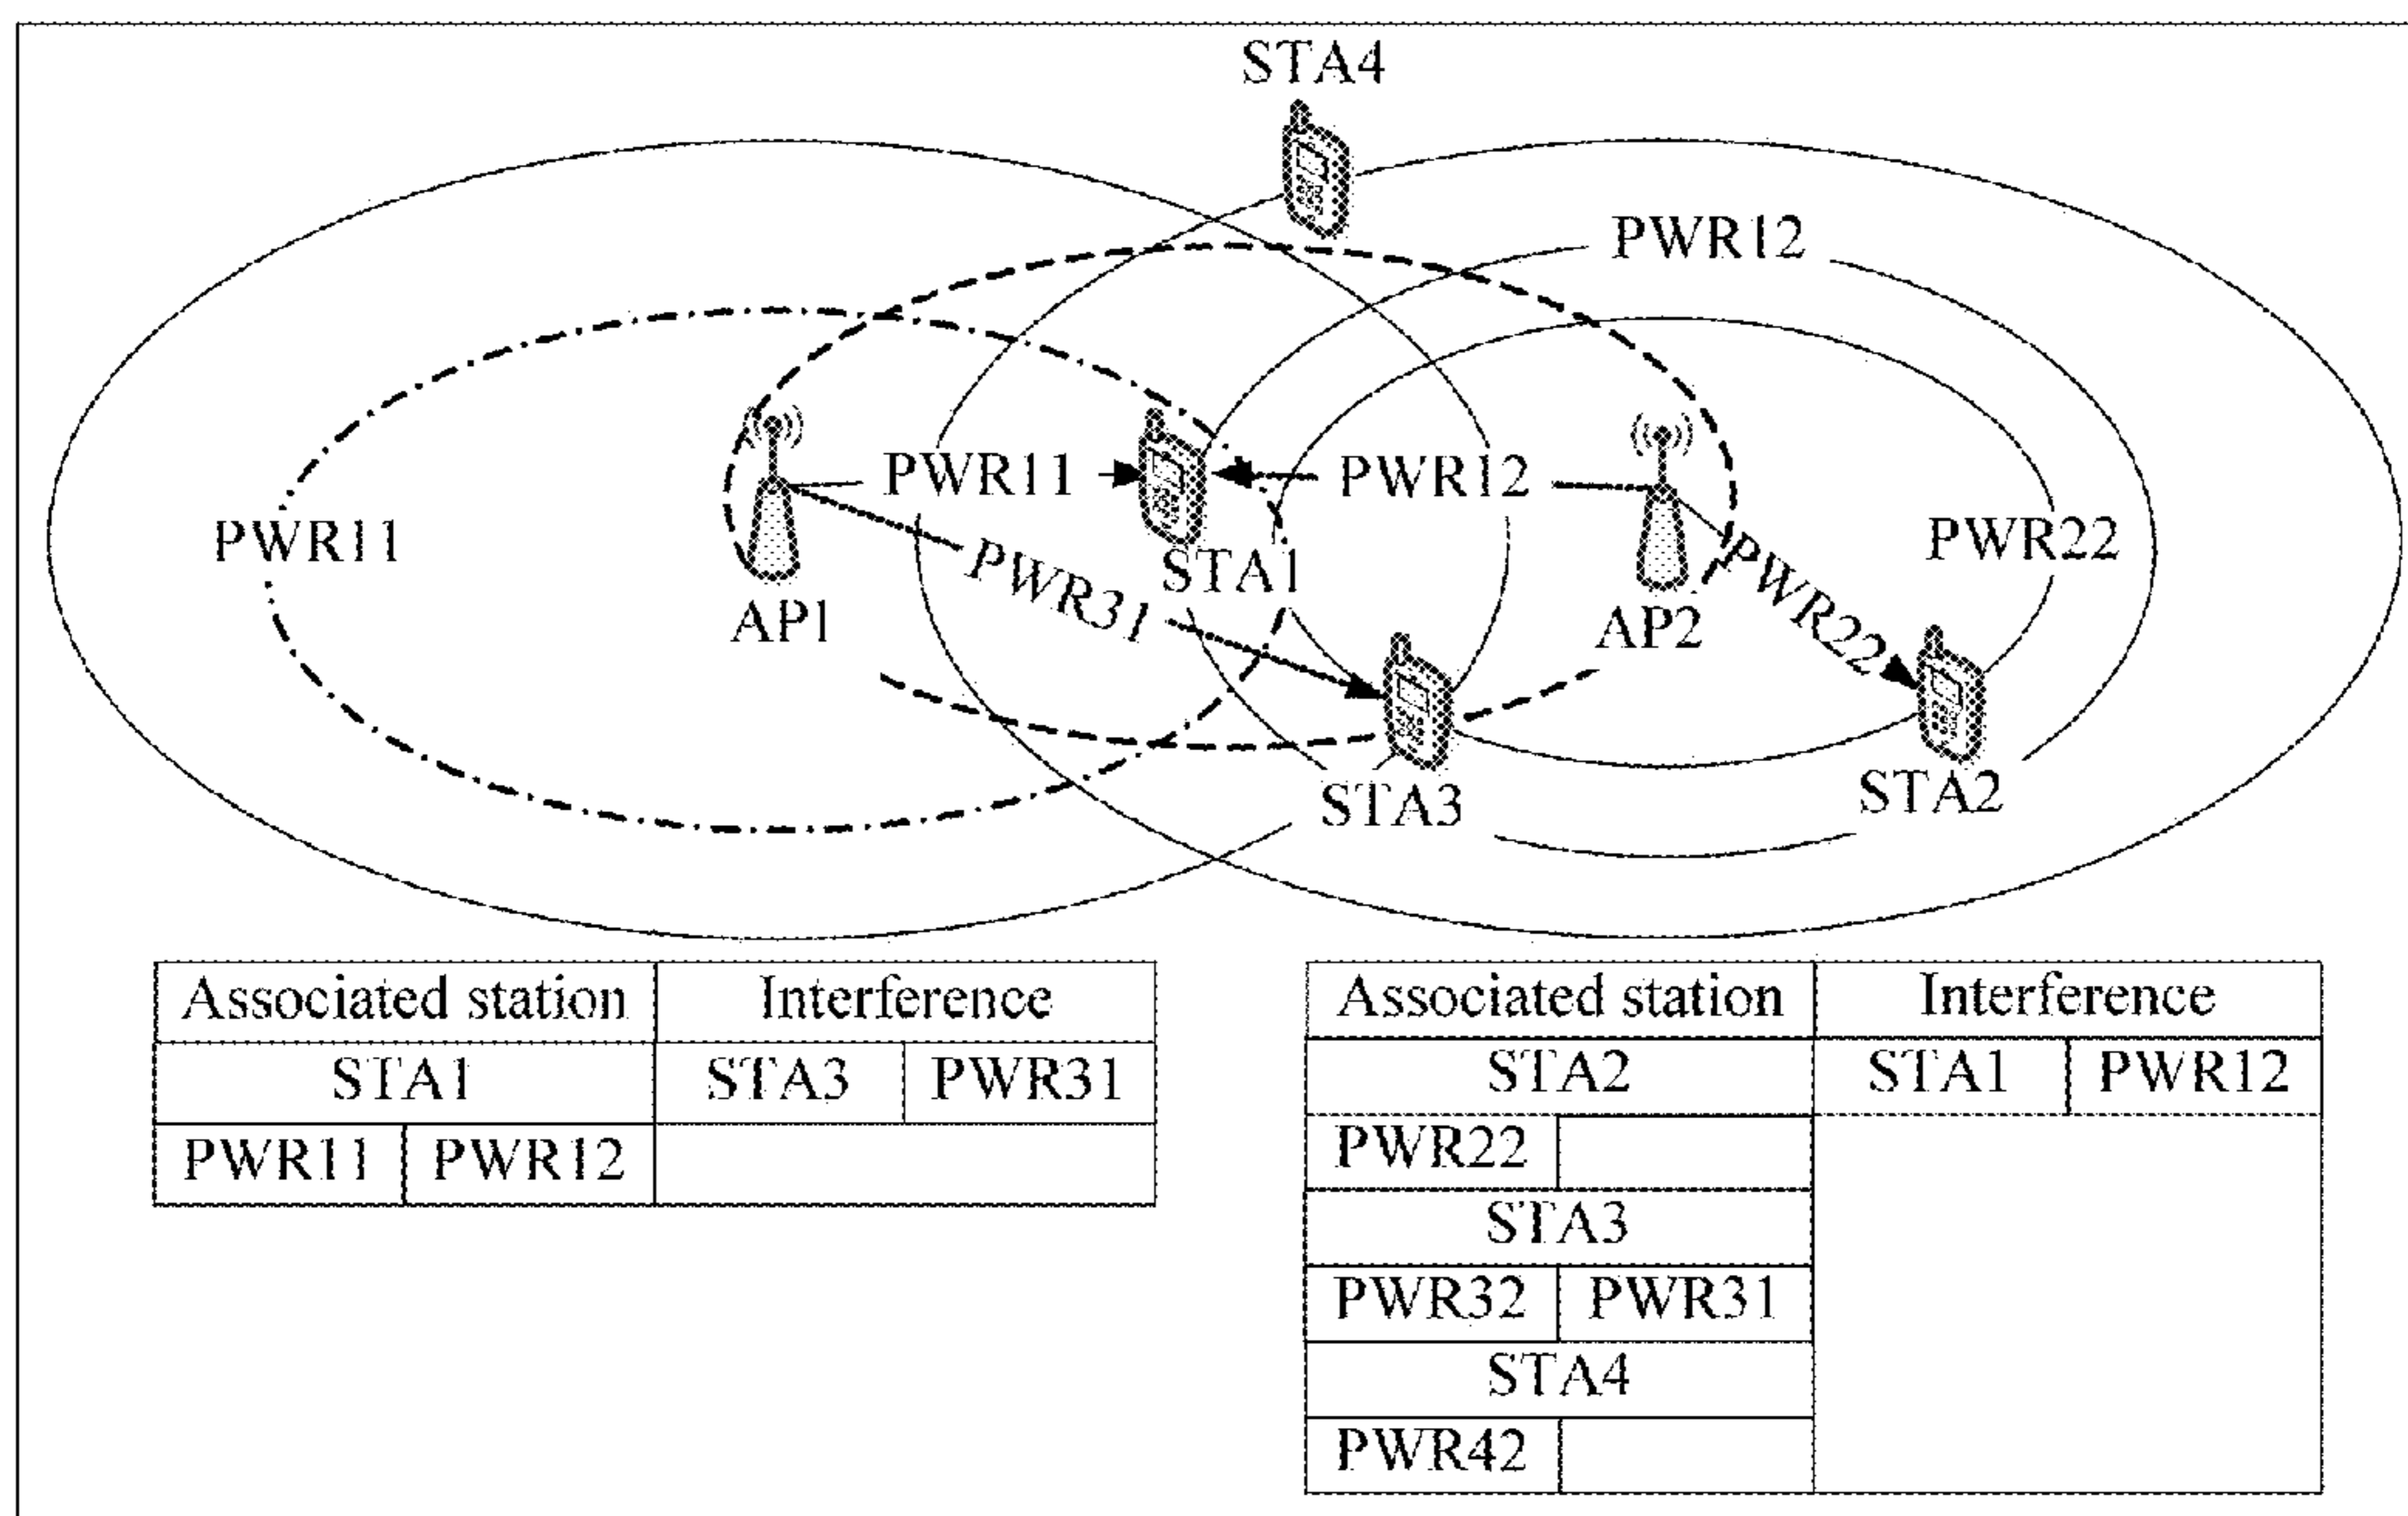 STA4
PWR12
PWR11 PWR12
PWR11 PWR22
STA1
PWR31
PWR22
AP1 AP2
STA3 STA2
Associated station Interference
STA1 STA3 PWR31
PWR11 PWR12
Associated station Interference
STA2 STA1 PWR12
PWR22
STA3
PWR32 PWR31
STA4
PWR42